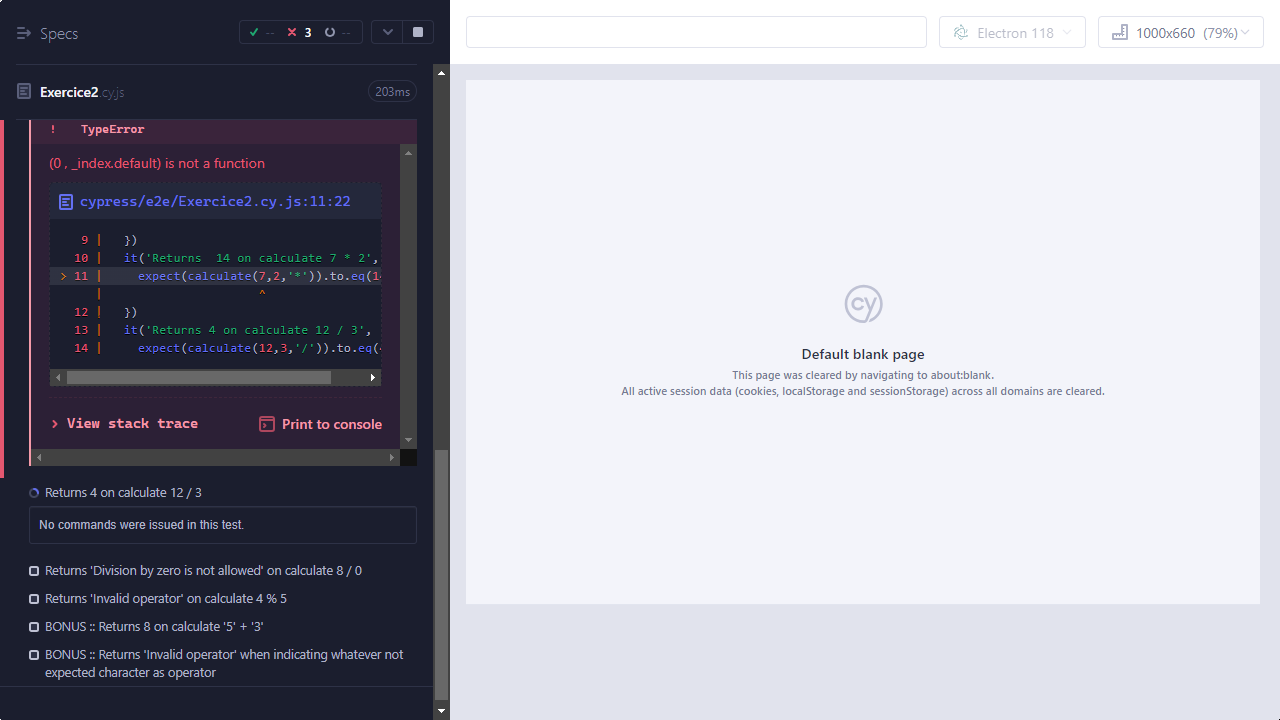 Specs
--
3
--
Electron 118
1000x660 (79%)
Exercice2.cy.js
203ms
! TypeError
(0 , _index.default) is not a function
cypress/e2e/Exercice2.cy.js:11:22
9 | })
10 | it('Returns  14 on calculate 7 * 2',
> 11 | expect(calculate(7,2,'*')).to.eq(1
| ^
12 | })
13 | it('Returns 4 on calculate 12 / 3',
14 | expect(calculate(12,3,'/')).to.eq(
View stack trace
Print to console
Returns 4 on calculate 12 / 3
No commands were issued in this test.
Returns 'Division by zero is not allowed' on calculate 8 / 0
Returns 'Invalid operator' on calculate 4 % 5
BONUS :: Returns 8 on calculate '5' + '3'
BONUS :: Returns 'Invalid operator' when indicating whatever not
expected character as operator
cy
Default blank page
This page was cleared by navigating to about:blank.
All active session data (cookies, localStorage and sessionStorage) across all domains are cleared.